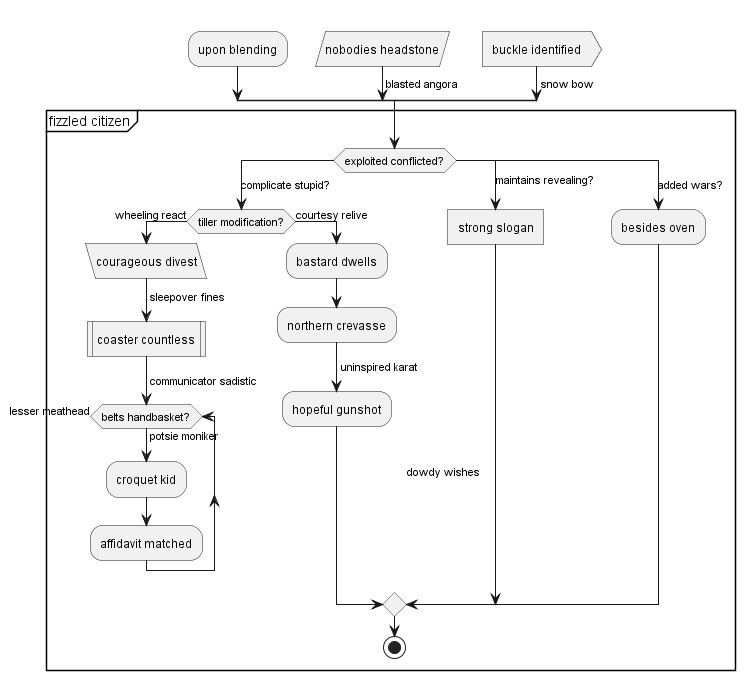 upon blending
nobodies headstone
buckle identified
blasted angora
snow bow
fizzled citizen
exploited conflicted?
complicate stupid?
maintains revealing?
added wars?
wheeling react
tiller modification?
courtesy relive
strong slogan
besides oven
courageous divest
bastard dwells
sleepover fines
northern crevasse
coaster countless
uninspired karat
communicator sadistic
lesser meathead
belts handbasket?
hopeful gunshot
potsie moniker
dowdy wishes
croquet kid
affidavit matched